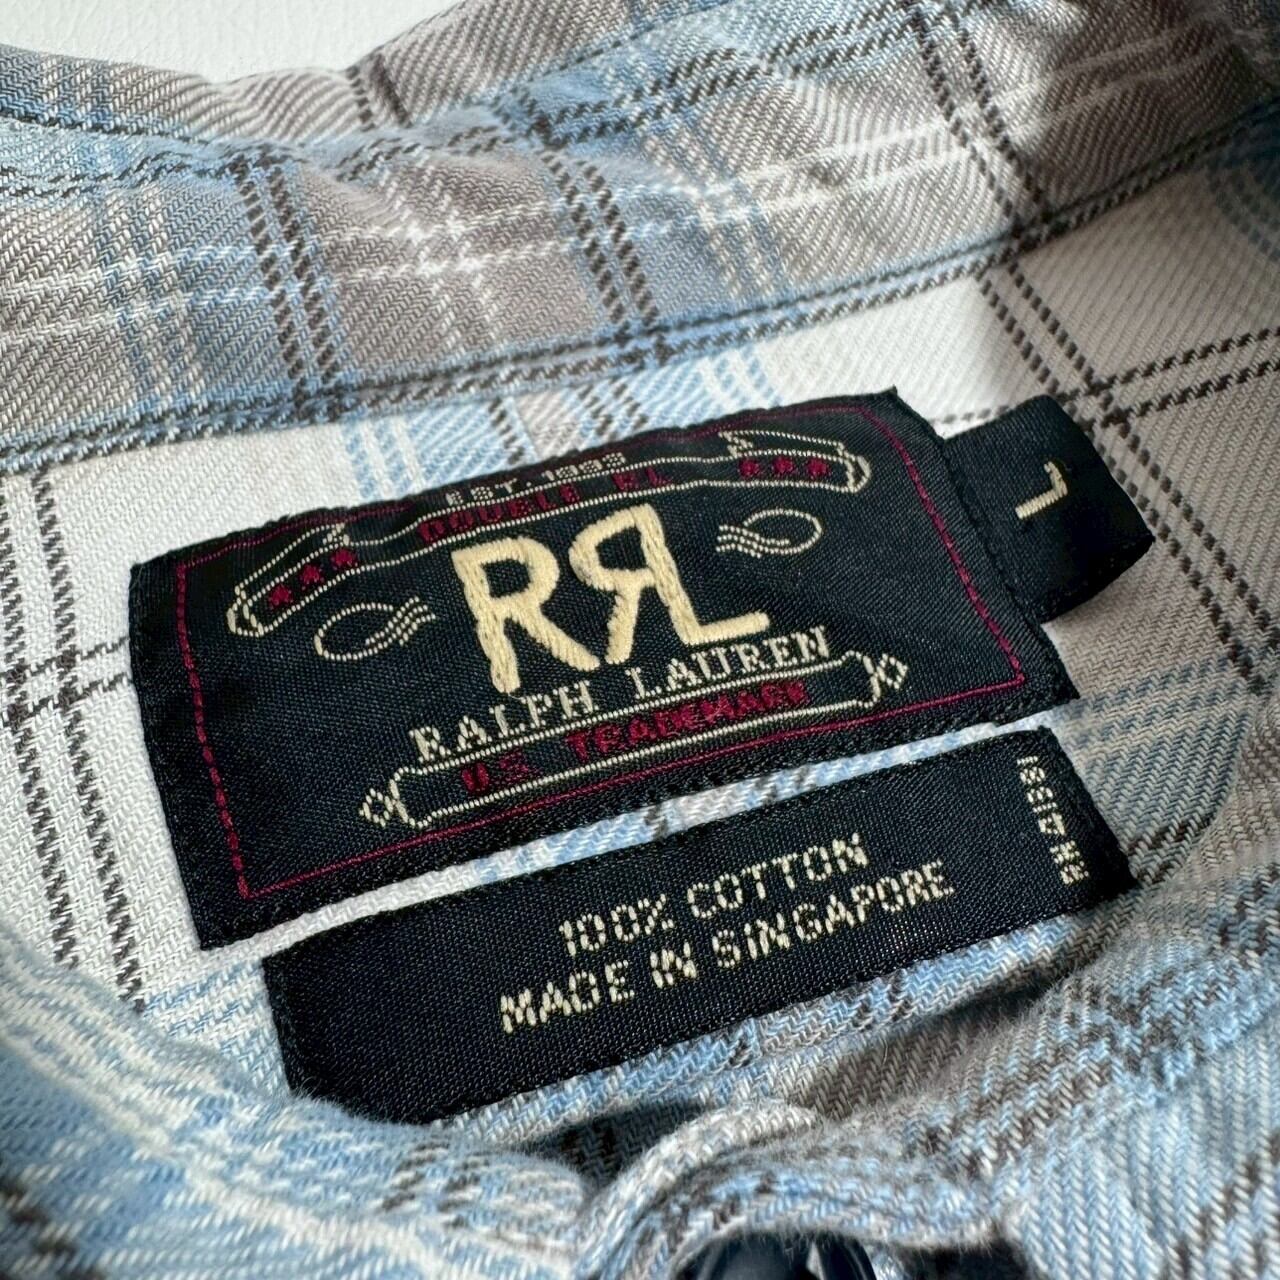 EST. 1993
DOUBLE RL
RRL
RALPH LAUREN
U.S. TRADEMARK
L
100% COTTON
MADE IN SINGAPORE
RN 41381